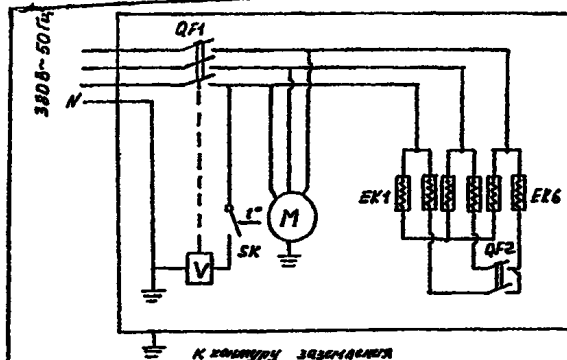 QF1
380В~50Гц
N
EK1
EK6
t°
M
SK
QF2
V
К контуру заземления